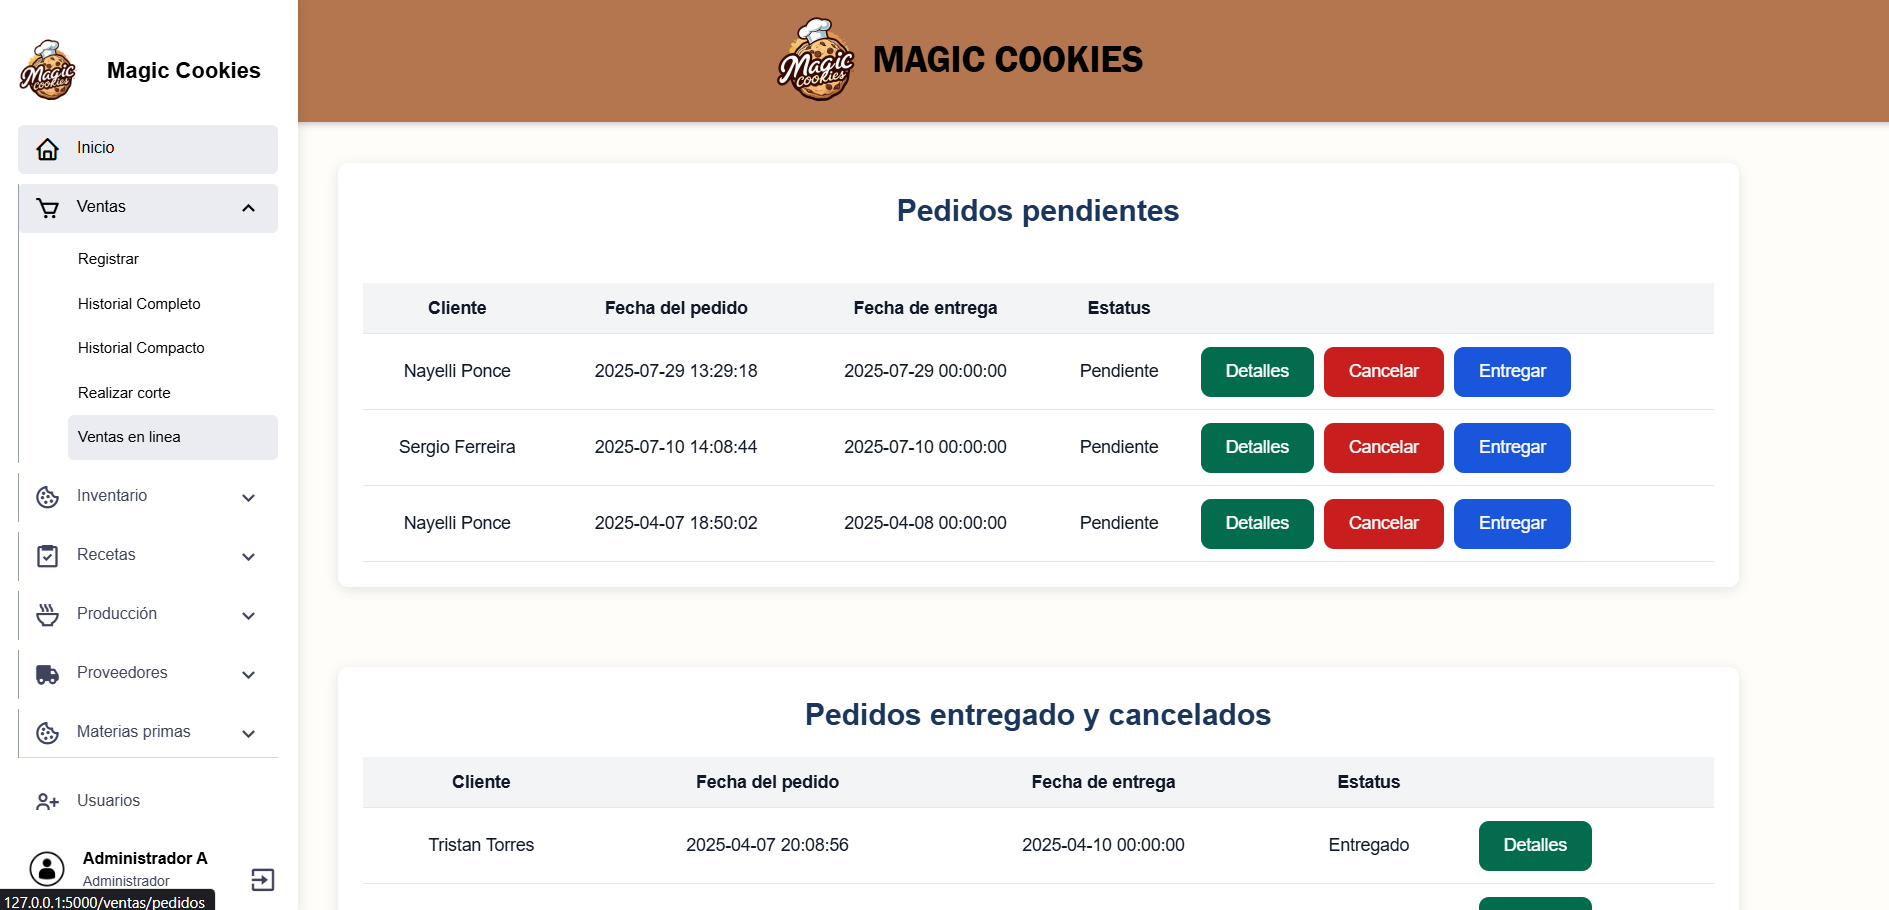 Magic Cookies
Magic Cookies
Inicio
Ventas
Registrar
Historial Completo
Historial Compacto
Realizar corte
Ventas en linea
Inventario
Recetas
Producción
Proveedores
Materias primas
Usuarios
Administrador A
Administrador
127.0.0.1:5000/ventas/pedidos
Magic Cookies
MAGIC COOKIES
Pedidos pendientes
Cliente Fecha del pedido Fecha de entrega Estatus
Nayelli Ponce 2025-07-29 13:29:18 2025-07-29 00:00:00 Pendiente Detalles Cancelar Entregar
Sergio Ferreira 2025-07-10 14:08:44 2025-07-10 00:00:00 Pendiente Detalles Cancelar Entregar
Nayelli Ponce 2025-04-07 18:50:02 2025-04-08 00:00:00 Pendiente Detalles Cancelar Entregar
Pedidos entregado y cancelados
Cliente Fecha del pedido Fecha de entrega Estatus
Tristan Torres 2025-04-07 20:08:56 2025-04-10 00:00:00 Entregado Detalles